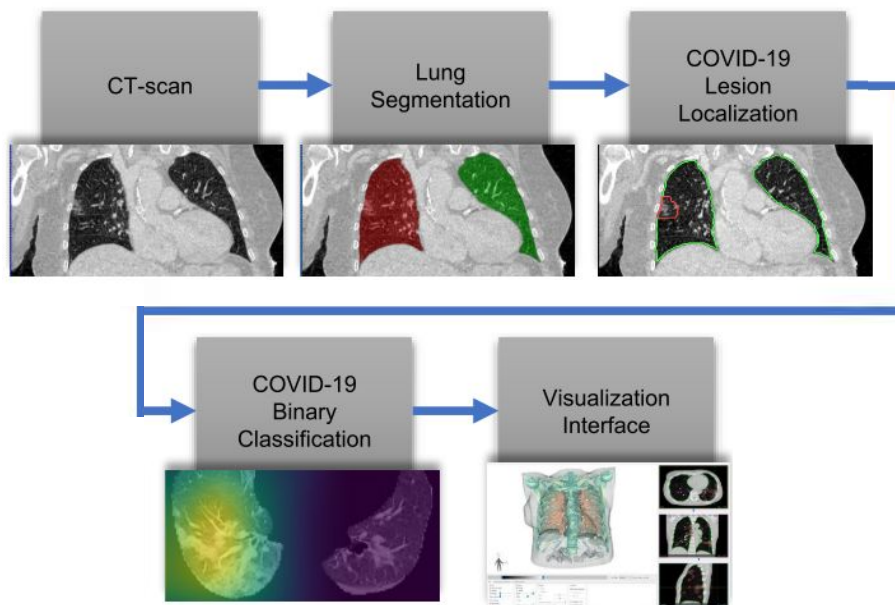 CT-scan
Lung
Segmentation
COVID-19
Lesion
Localization
COVID-19
Binary
Classification
Visualization
Interface